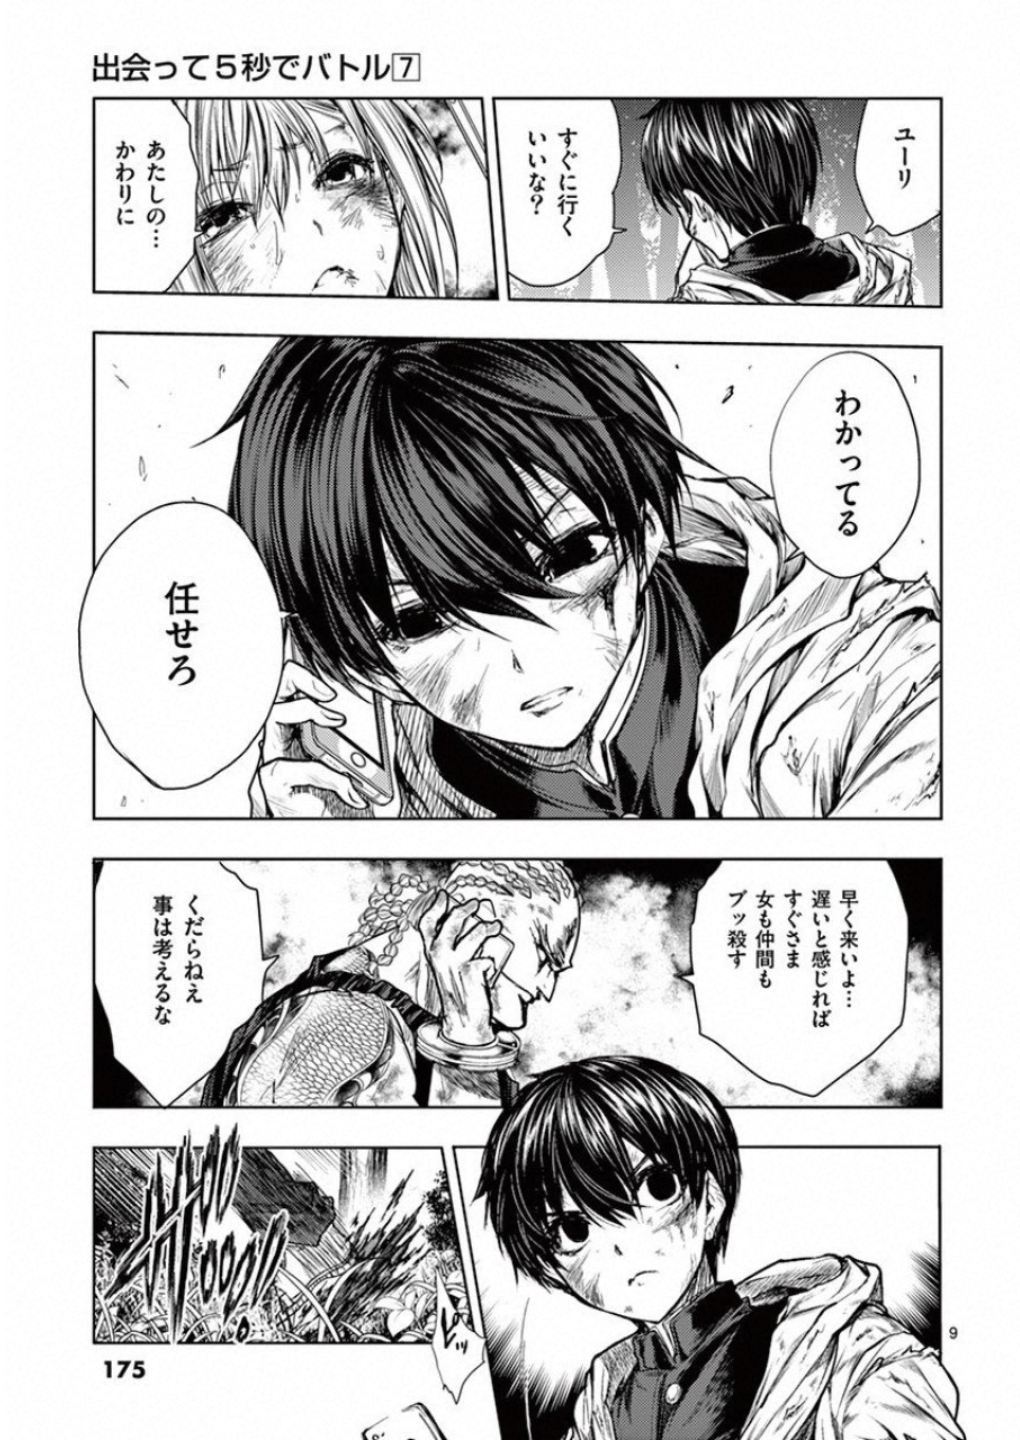 出会って5秒でバトル7
ユーリ
すぐに行く
いいな？
あたしの…
かわりに
わかってる
任せろ
早く来いよ…
遅いと感じれば
すぐさま
女も仲間も
ブッ殺す
くだらねえ
事は考えるな
ピッ
175
9